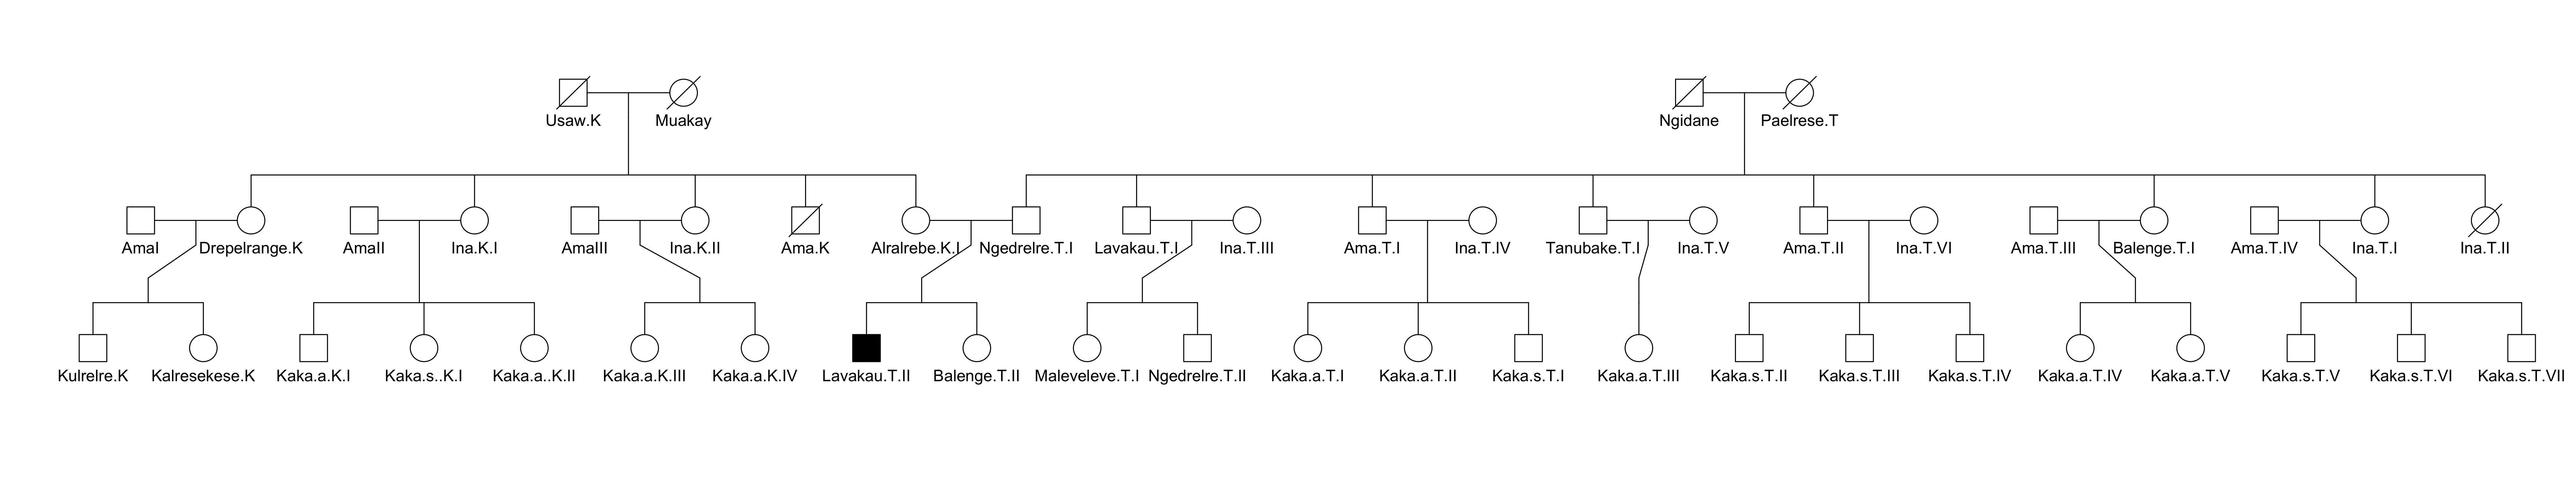 Usaw.K Muakay Ngidane Paelrese.T
AmaI Drepelrange.K AmaII Ina.K.I AmaIII Ina.K.II Ama.K Alralrebe.K.I Ngedrelre.T.I Lavakau.T.I Ina.T.III Ama.T.I Ina.T.IV Tanubake.T.I Ina.T.V Ama.T.II Ina.T.VI Ama.T.III Balenge.T.I Ama.T.IV Ina.T.I Ina.T.II
Kulrelre.K Kalresekese.K Kaka.a.K.I Kaka.s..K.I Kaka.a..K.II Kaka.a.K.III Kaka.a.K.IV Lavakau.T.II Balenge.T.II Maleveleve.T.I Ngedrelre.T.II Kaka.a.T.I Kaka.a.T.II Kaka.s.T.I Kaka.a.T.III Kaka.s.T.II Kaka.s.T.III Kaka.s.T.IV Kaka.a.T.IV Kaka.a.T.V Kaka.s.T.V Kaka.s.T.VI Kaka.s.T.VII